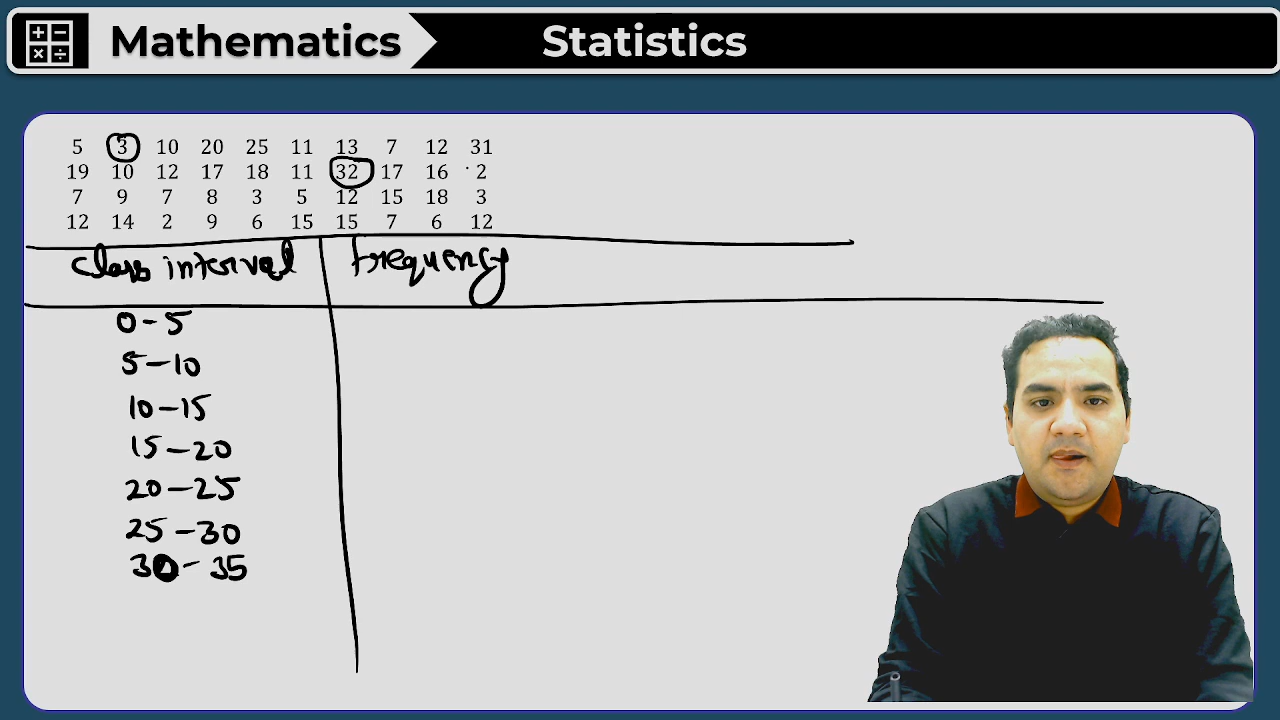 Mathematics Statistics
5 3 10 20 25 11 13 7 12 31
19 10 12 17 18 11 32 17 16 2
7 9 7 8 3 5 12 15 18 3
12 14 2 9 6 15 15 7 6 12
class interval frequency
0-5
5-10
10-15
15-20
20-25
25-30
30-35